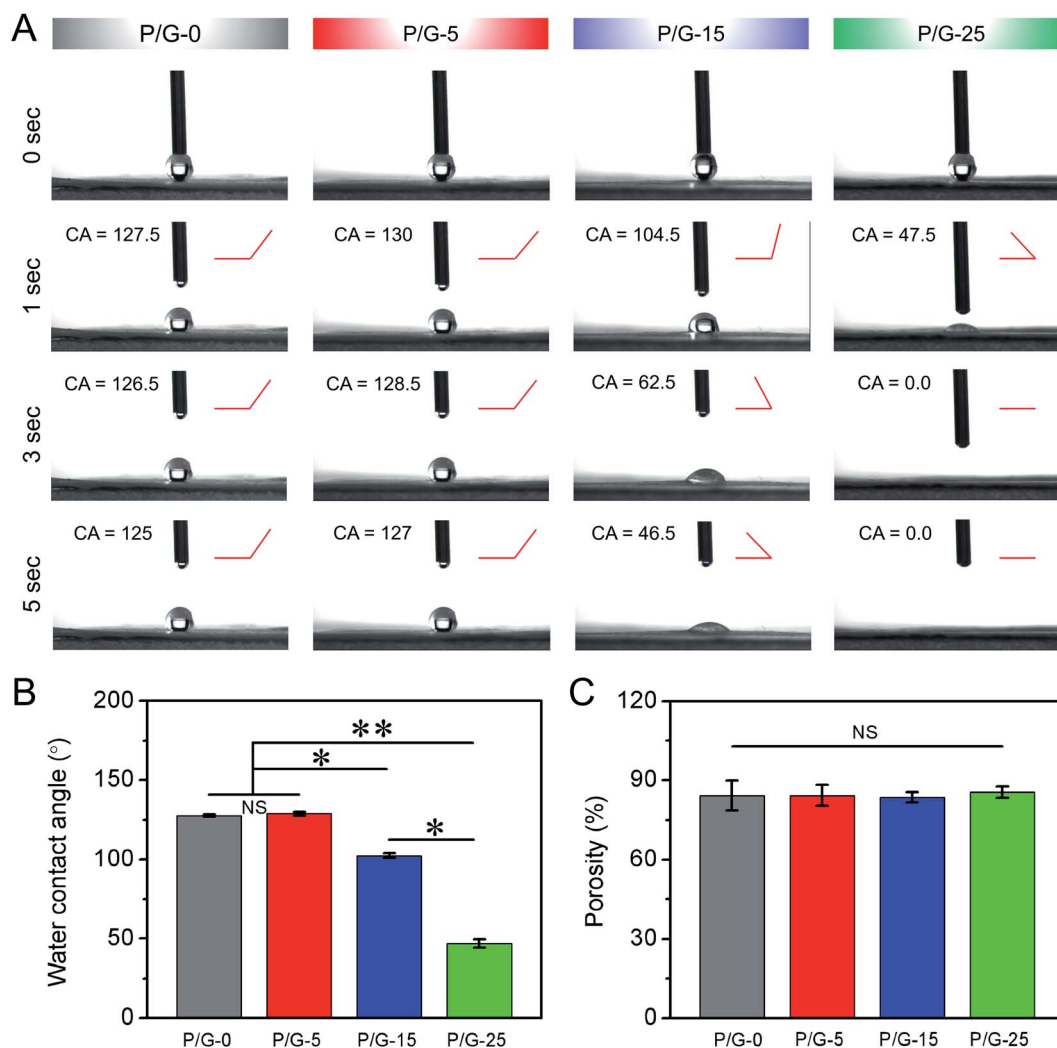 A
P/G-0 P/G-5 P/G-15 P/G-25
0 sec
1 sec
CA = 127.5 CA = 130 CA = 104.5 CA = 47.5
3 sec
CA = 126.5 CA = 128.5 CA = 62.5 CA = 0.0
5 sec
CA = 125 CA = 127 CA = 46.5 CA = 0.0
B
Water contact angle (°)
200
150
100
50
0
**
*
NS
*
P/G-0 P/G-5 P/G-15 P/G-25
C
Porosity (%)
120
90
60
30
0
NS
P/G-0 P/G-5 P/G-15 P/G-25